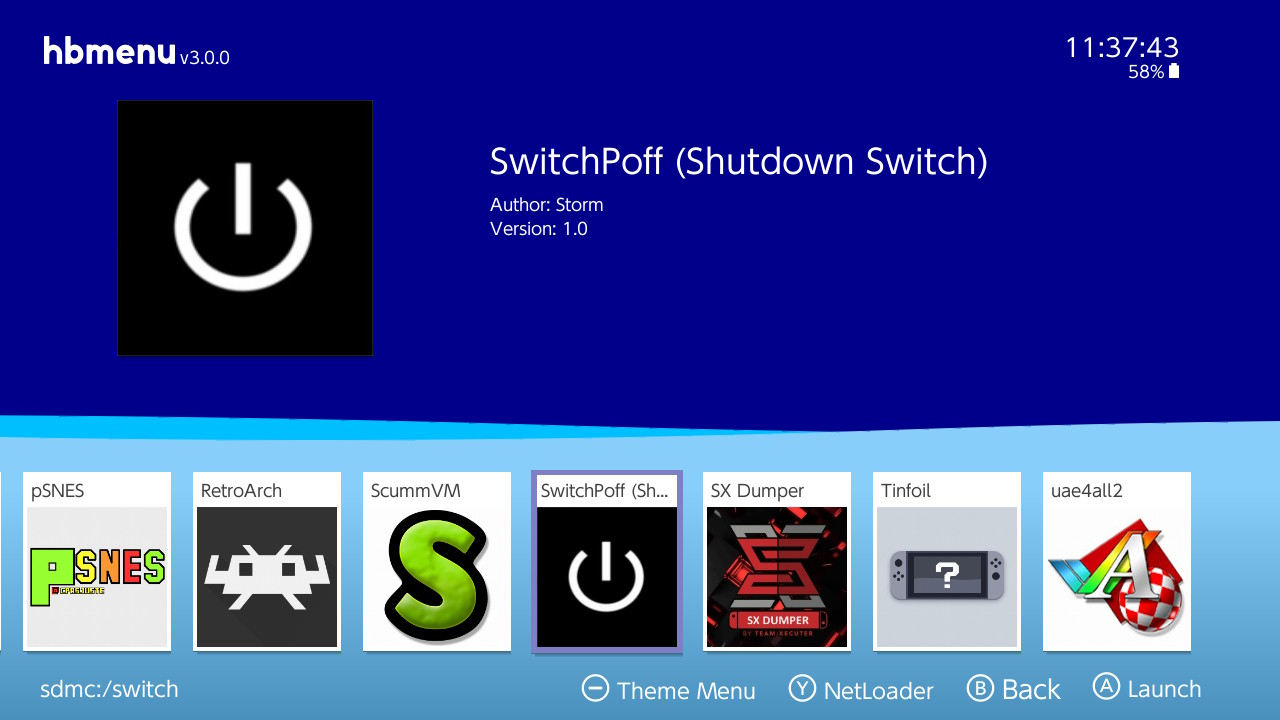 hbmenu v3.0.0
11:37:43
58%
SwitchPoff (Shutdown Switch)
Author: Storm
Version: 1.0
pSNES
RetroArch
ScummVM
SwitchPoff (Sh...
SX Dumper
Tinfoil
uae4all2
PSNES
S
SX DUMPER
BY TEAM XECUTER
?
A
sdmc:/switch
Theme Menu
Y NetLoader
B Back
A Launch